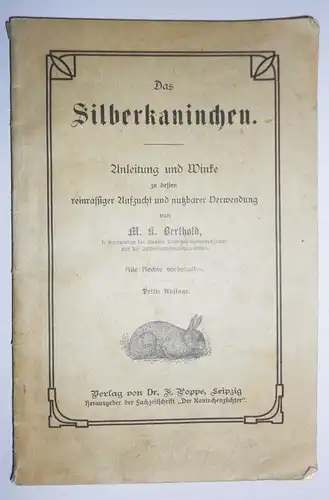 Das
Silberkaninchen.
Anleitung und Winke
zu dessen
reinrassiger Aufzucht und nutzbarer Verwendung
von
M. K. Berthold,
Alle Rechte vorbehalten.
Dritte Auflage.
Verlag von Dr. F. Poppe, Leipzig
Herausgeber der Fachzeitschrift „Der Kaninchenzüchter“.